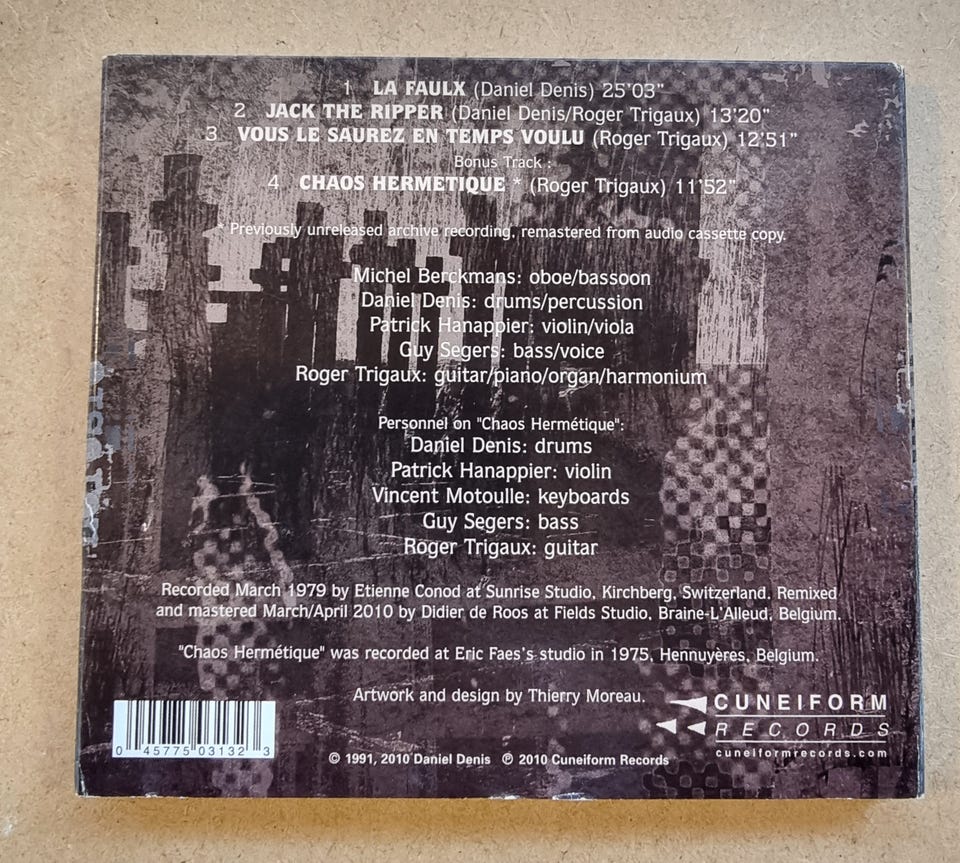 1 LA FAULX (Daniel Denis) 25'03"
2 JACK THE RIPPER (Daniel Denis/Roger Trigaux) 13'20"
3 VOUS LE SAUREZ EN TEMPS VOULU (Roger Trigaux) 12'51"
Bonus Track :
4 CHAOS HERMETIQUE * (Roger Trigaux) 11'52"
* Previously unreleased archive recording, remastered from audio cassette copy.
Michel Berckmans: oboe/bassoon
Daniel Denis: drums/percussion
Patrick Hanappier: violin/viola
Guy Segers: bass/voice
Roger Trigaux: guitar/piano/organ/harmonium
Personnel on "Chaos Hermétique":
Daniel Denis: drums
Patrick Hanappier: violin
Vincent Motoulle: keyboards
Guy Segers: bass
Roger Trigaux: guitar
Recorded March 1979 by Etienne Conod at Sunrise Studio, Kirchberg, Switzerland. Remixed
and mastered March/April 2010 by Didier de Roos at Fields Studio, Braine-L'Alleud, Belgium.
"Chaos Hermétique" was recorded at Eric Faes's studio in 1975, Hennuyères, Belgium.
Artwork and design by Thierry Moreau.
CUNEIFORM
RECORDS
cuneiformrecords.com
0 45775 03132 3
© 1991, 2010 Daniel Denis ℗ 2010 Cuneiform Records